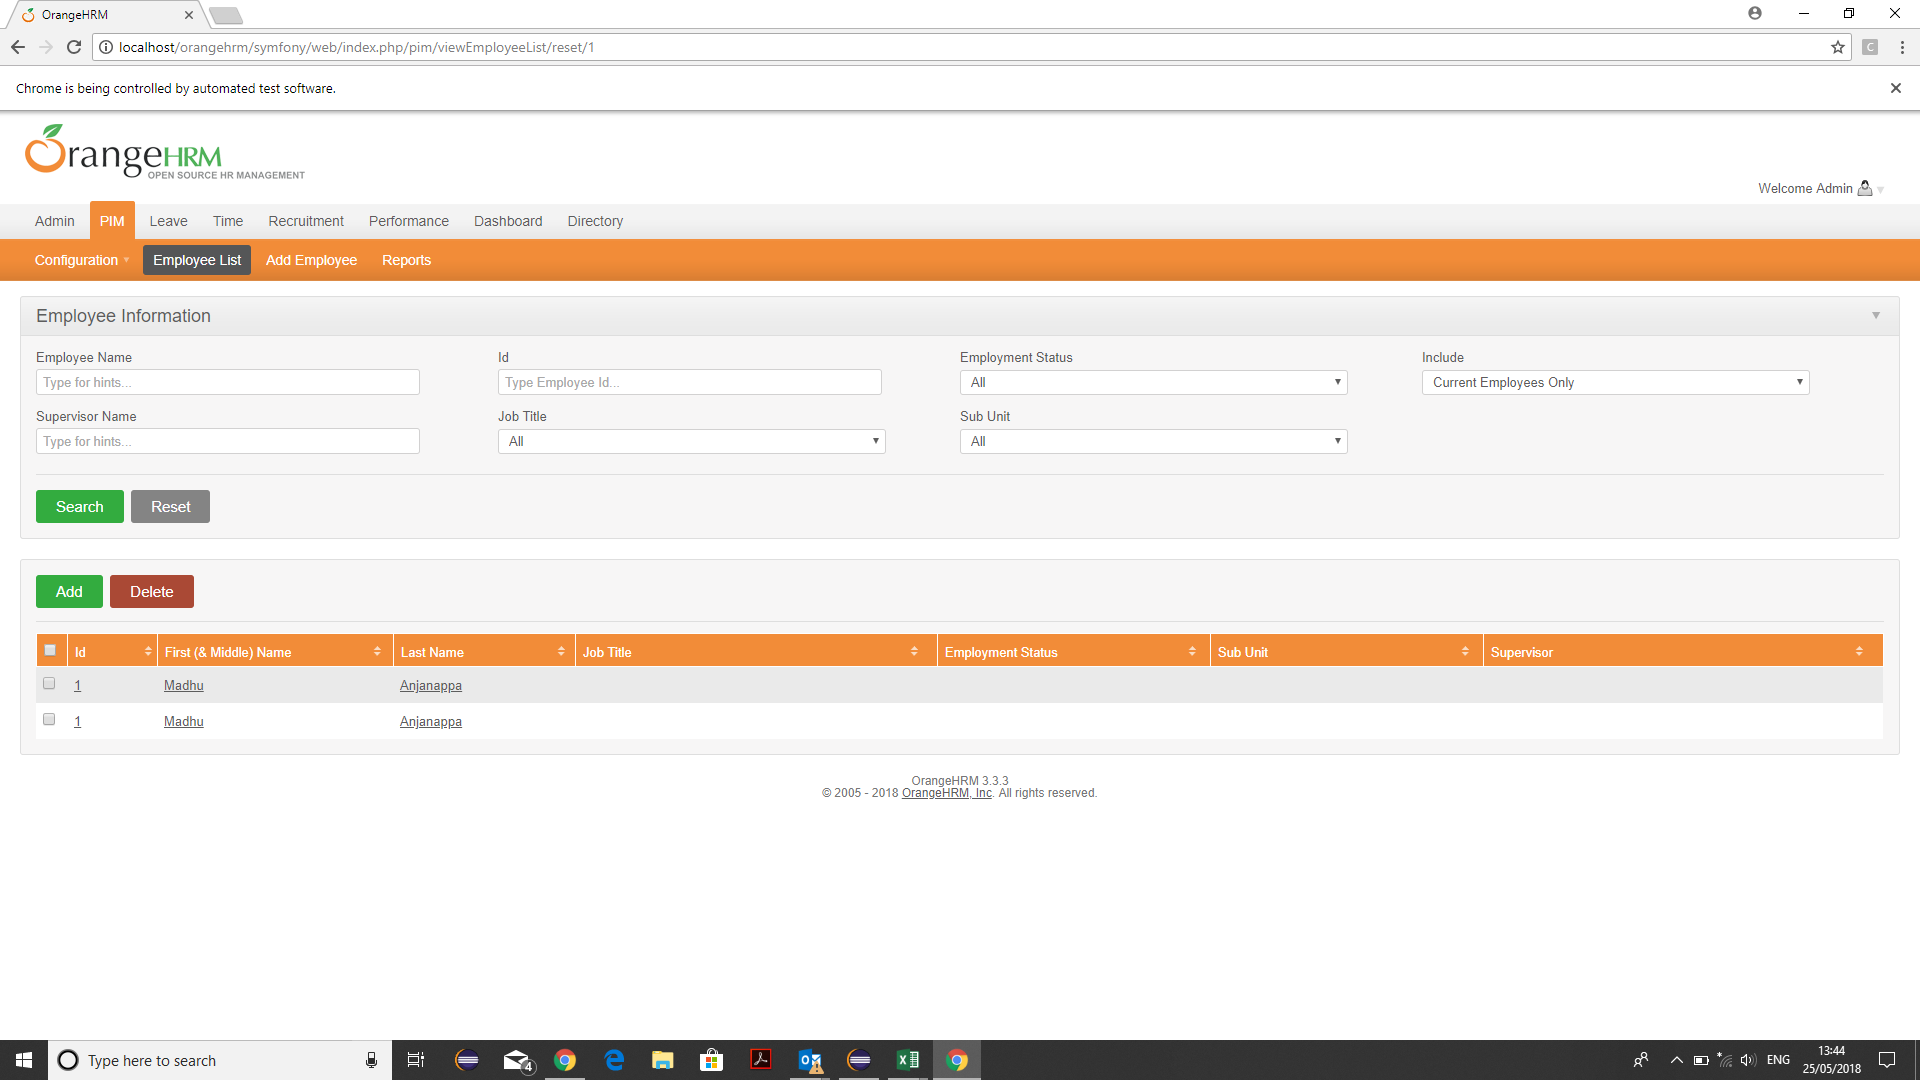 OrangeHRM
localhost/orangehrm/symfony/web/index.php/pim/viewEmployeeList/reset/1
C
Chrome is being controlled by automated test software.
OrangeHRM
OPEN SOURCE HR MANAGEMENT
Welcome Admin
Admin PIM Leave Time Recruitment Performance Dashboard Directory
Configuration Employee List Add Employee Reports
Employee Information
Employee Name Id Employment Status Include
Type for hints... Type Employee Id... All Current Employees Only
Supervisor Name Job Title Sub Unit
Type for hints... All All
Search Reset
Add Delete
Id First (& Middle) Name Last Name Job Title Employment Status Sub Unit Supervisor
1 Madhu Anjanappa
1 Madhu Anjanappa
OrangeHRM 3.3.3
© 2005 - 2018 OrangeHRM, Inc. All rights reserved.
Type here to search
4
ENG
13:44
25/05/2018